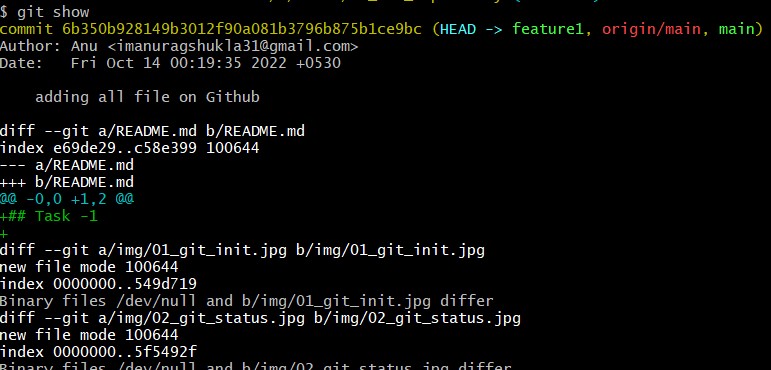 $ git show
commit 6b350b928149b3012f90a081b3796b875b1ce9bc (HEAD -> feature1, origin/main, main)
Author: Anu <imanuragshukla31@gmail.com>
Date:   Fri Oct 14 00:19:35 2022 +0530
    adding all file on Github
diff --git a/README.md b/README.md
index e69de29..c58e399 100644
--- a/README.md
+++ b/README.md
@@ -0,0 +1,2 @@
+## Task -1
+
diff --git a/img/01_git_init.jpg b/img/01_git_init.jpg
new file mode 100644
index 0000000..549d719
Binary files /dev/null and b/img/01_git_init.jpg differ
diff --git a/img/02_git_status.jpg b/img/02_git_status.jpg
new file mode 100644
index 0000000..5f5492f
Binary files /dev/null and b/img/02_git_status.jpg differ